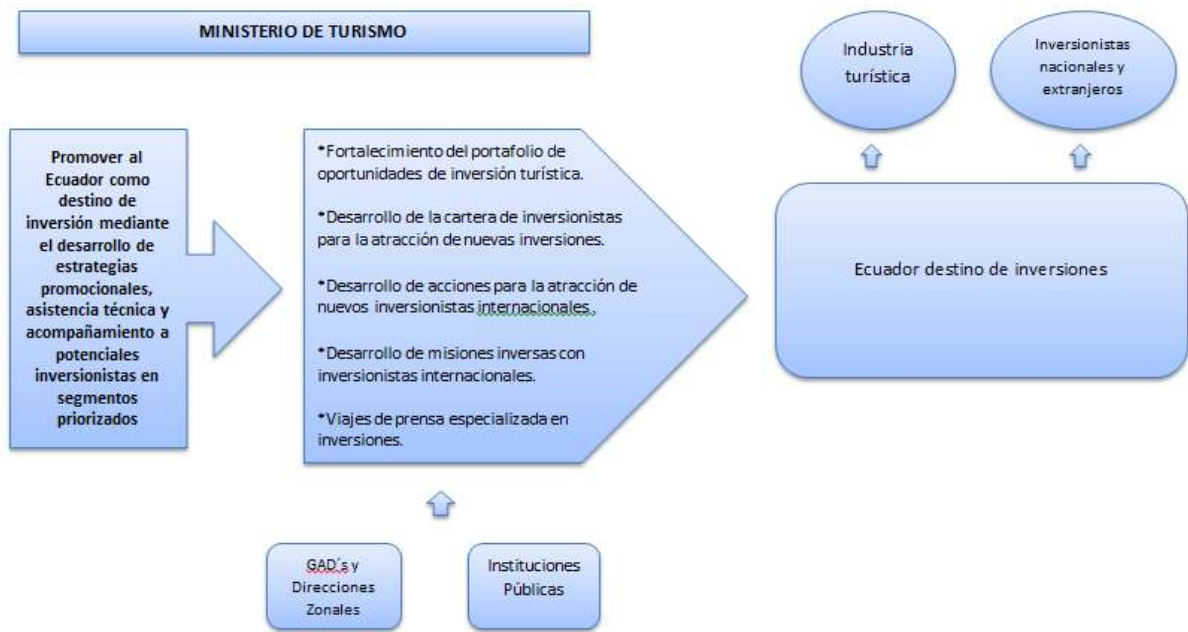 MINISTERIO DE TURISMO
Industria
turística
Inversionistas
nacionales y
extranjeros
Promover al
Ecuador como
destino de
inversión mediante
el desarrollo de
estrategias
promocionales,
asistencia técnica y
acompañamiento a
potenciales
inversionistas en
segmentos
priorizados
*Fortalecimiento del portafolio de
oportunidades de inversión turística.
*Desarrollo de la cartera de inversionistas
para la atracción de nuevas inversiones.
*Desarrollo de acciones para la atracción de
nuevos inversionistas internacionales..
*Desarrollo de misiones inversas con
inversionistas internacionales.
*Viajes de prensa especializada en
inversiones.
Ecuador destino de inversiones
GAD´s y
Direcciones
Zonales
Instituciones
Públicas